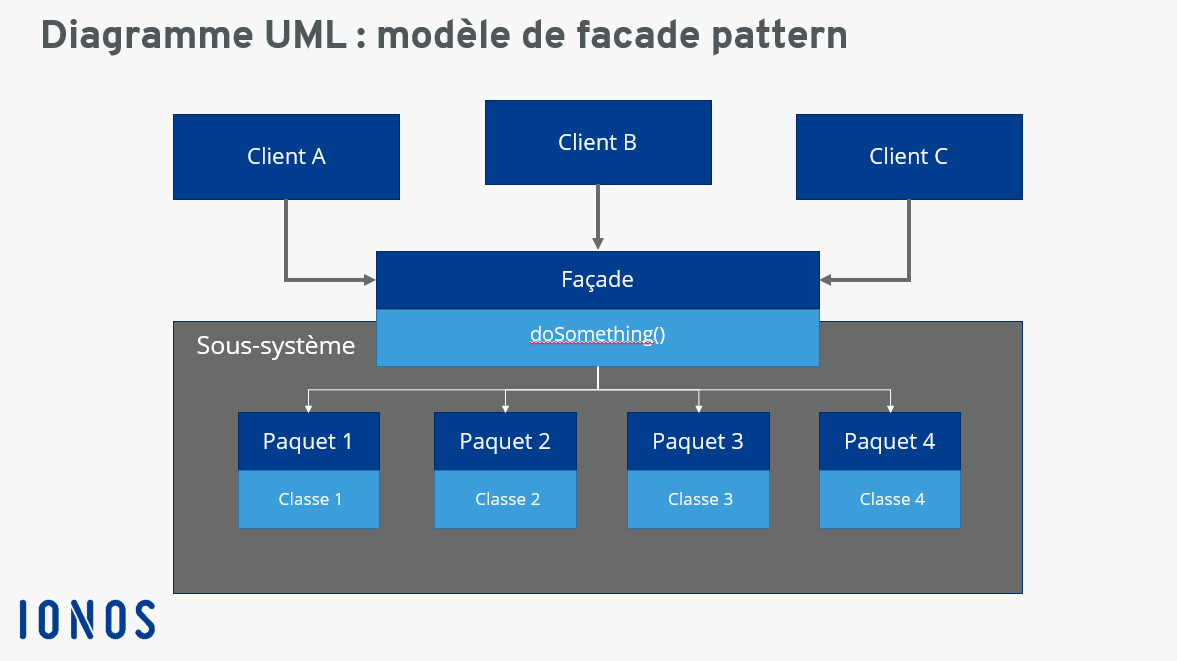 Diagramme UML : modèle de facade pattern
Client A
Client B
Client C
Façade
doSomething()
Sous-système
Paquet 1
Paquet 2
Paquet 3
Paquet 4
Classe 1
Classe 2
Classe 3
Classe 4
IONOS